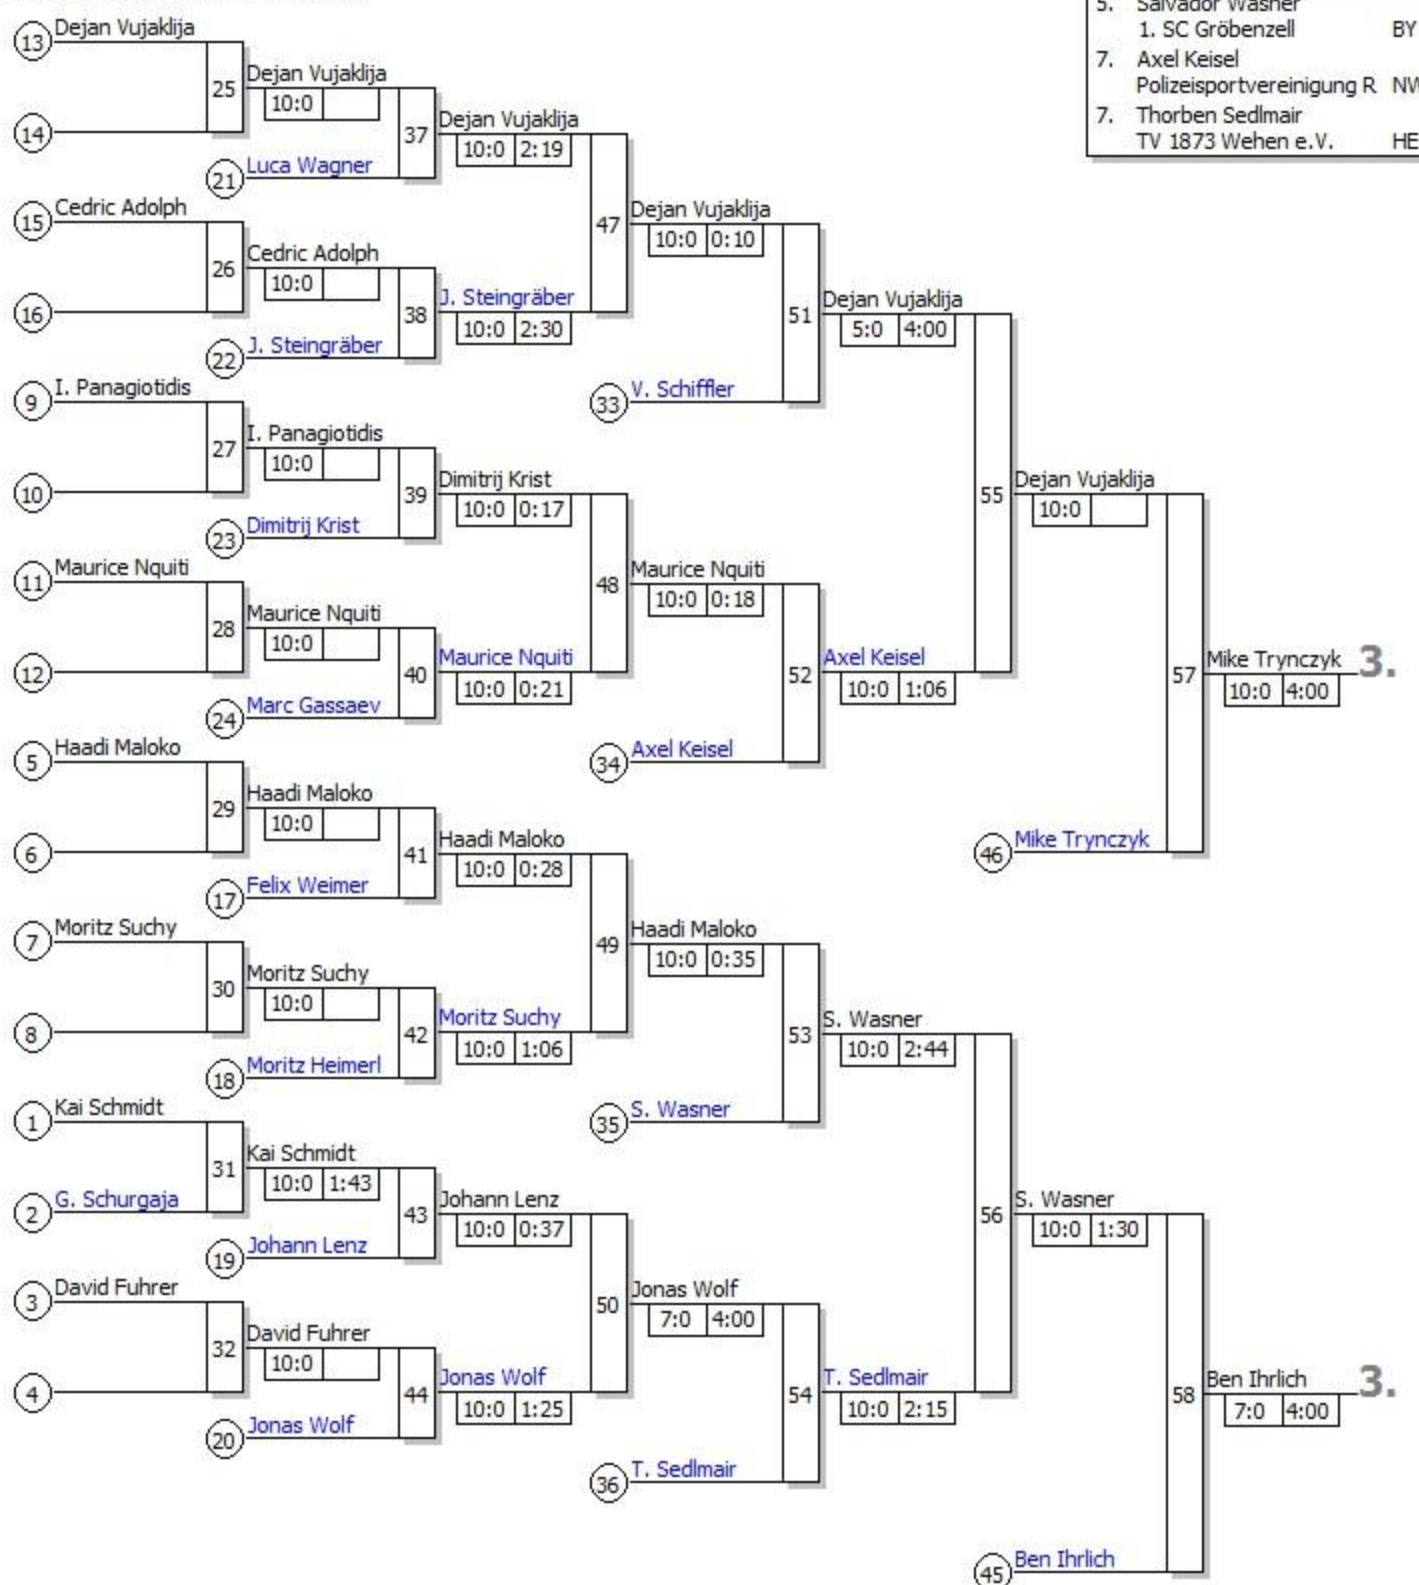 5. Salvador Wasner
1. SC Gröbenzell BY
7. Axel Keisel
Polizeisportvereinigung R NW
7. Thorben Sedlmair
TV 1873 Wehen e.V. HE
13 Dejan Vujaklija
25 Dejan Vujaklija
10:0
14
37 Dejan Vujaklija
10:0 2:19
21 Luca Wagner
15 Cedric Adolph
47 Dejan Vujaklija
10:0 0:10
26 Cedric Adolph
10:0
16
38 J. Steingräber
10:0 2:30
22 J. Steingräber
51 Dejan Vujaklija
5:0 4:00
9 I. Panagiotidis
33 V. Schiffler
27 I. Panagiotidis
10:0
10
39 Dimitrij Krist
10:0 0:17
23 Dimitrij Krist
55 Dejan Vujaklija
10:0
11 Maurice Nquiti
48 Maurice Nquiti
10:0 0:18
28 Maurice Nquiti
10:0
12
40 Maurice Nquiti
10:0 0:21
24 Marc Gassaev
52 Axel Keisel
10:0 1:06
57 Mike Trynczyk 3.
10:0 4:00
5 Haadi Maloko
34 Axel Keisel
29 Haadi Maloko
10:0
6
41 Haadi Maloko
10:0 0:28
17 Felix Weimer
46 Mike Trynczyk
7 Moritz Suchy
49 Haadi Maloko
10:0 0:35
30 Moritz Suchy
10:0
8
42 Moritz Suchy
10:0 1:06
18 Moritz Heimerl
53 S. Wasner
10:0 2:44
1 Kai Schmidt
35 S. Wasner
31 Kai Schmidt
10:0 1:43
2 G. Schurgaja
43 Johann Lenz
10:0 0:37
19 Johann Lenz
56 S. Wasner
10:0 1:30
3 David Fuhrer
50 Jonas Wolf
7:0 4:00
32 David Fuhrer
10:0
4
44 Jonas Wolf
10:0 1:25
20 Jonas Wolf
54 T. Sedlmair
10:0 2:15
58 Ben Ihrlich 3.
7:0 4:00
36 T. Sedlmair
45 Ben Ihrlich